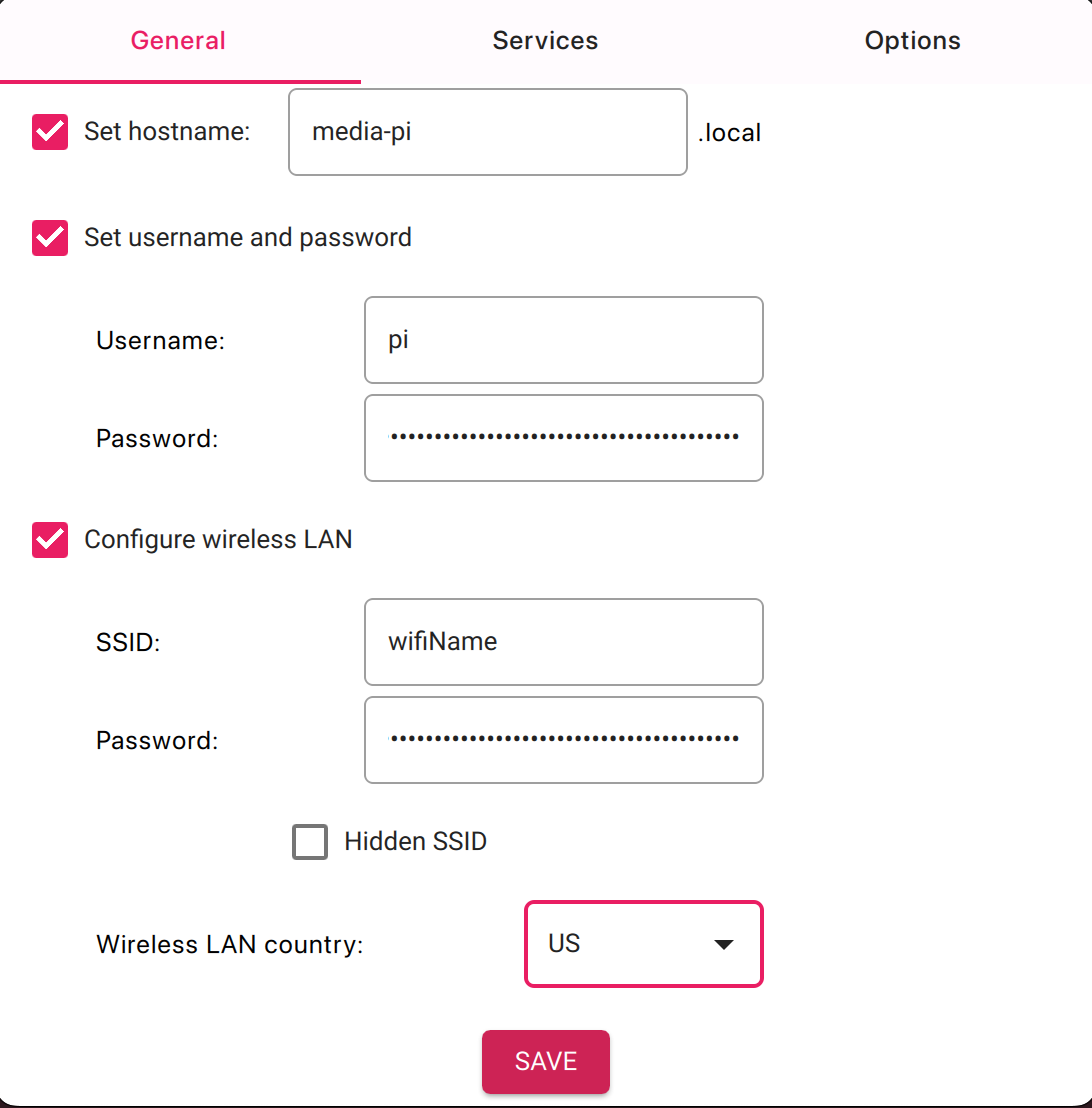 General Services Options
Set hostname: media-pi .local
Set username and password
Username: pi
Password: ••••••••••••••••••••••••••••••••••••••••
Configure wireless LAN
SSID: wifiName
Password: ••••••••••••••••••••••••••••••••••••••••
Hidden SSID
Wireless LAN country: US
SAVE